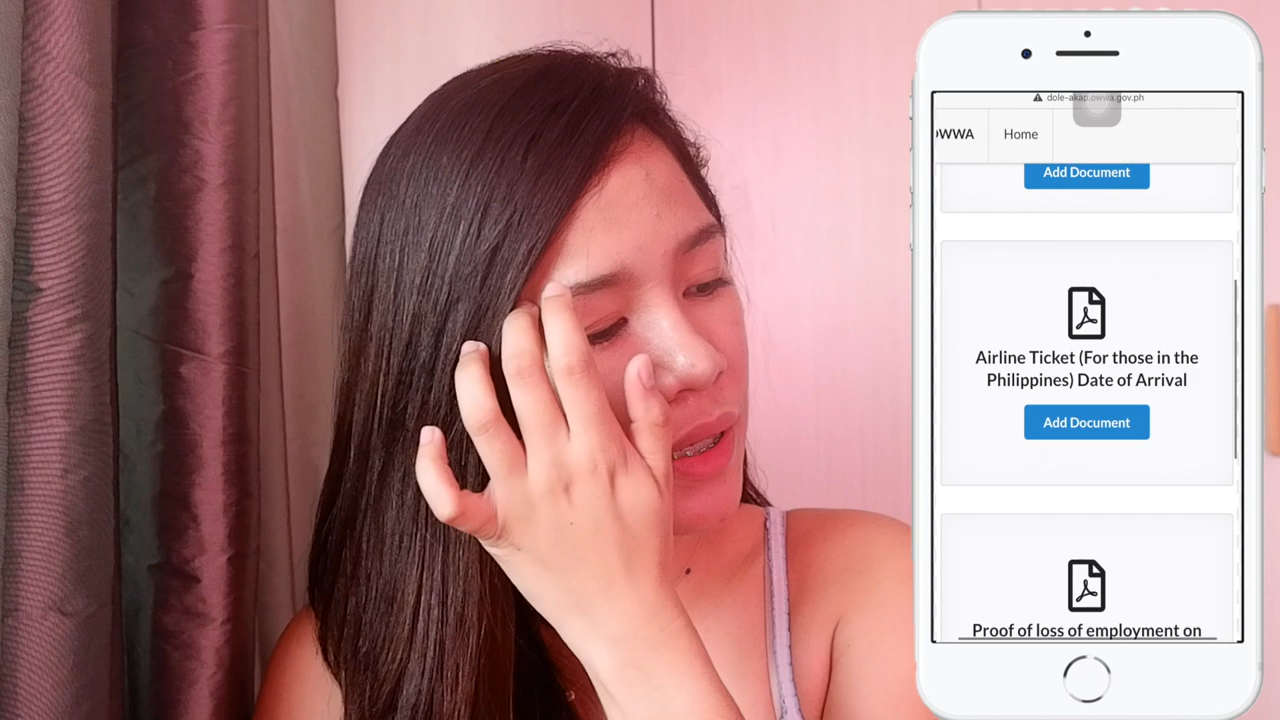 dole-akap.owwa.gov.ph
OWWA
Home
Add Document
Airline Ticket (For those in the
Philippines) Date of Arrival
Add Document
Proof of loss of employment on